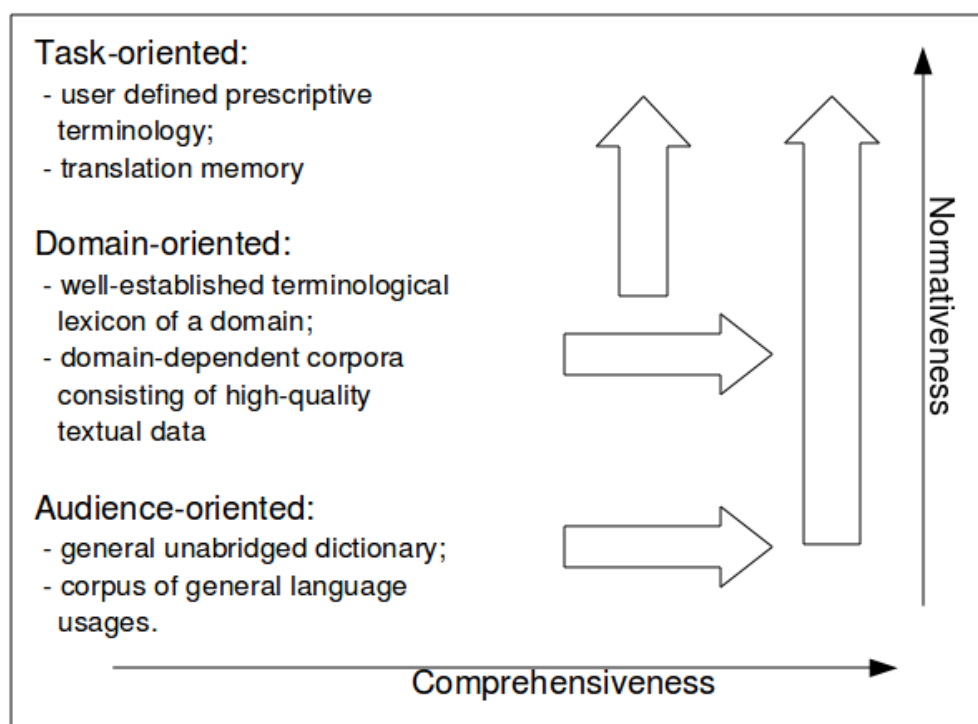 Task-oriented:
- user defined prescriptive
terminology;
- translation memory
Domain-oriented:
- well-established terminological
lexicon of a domain;
- domain-dependent corpora
consisting of high-quality
textual data
Audience-oriented:
- general unabridged dictionary;
- corpus of general language
usages.
Normativeness
Comprehensiveness